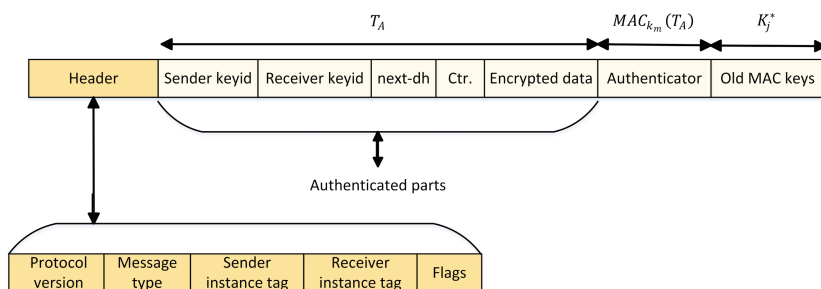 T_A MAC_{k_m}(T_A) K_j^*
Header Sender keyid Receiver keyid next-dh Ctr. Encrypted data Authenticator Old MAC keys
Authenticated parts
Protocol Message Sender Receiver Flags
version type instance tag instance tag